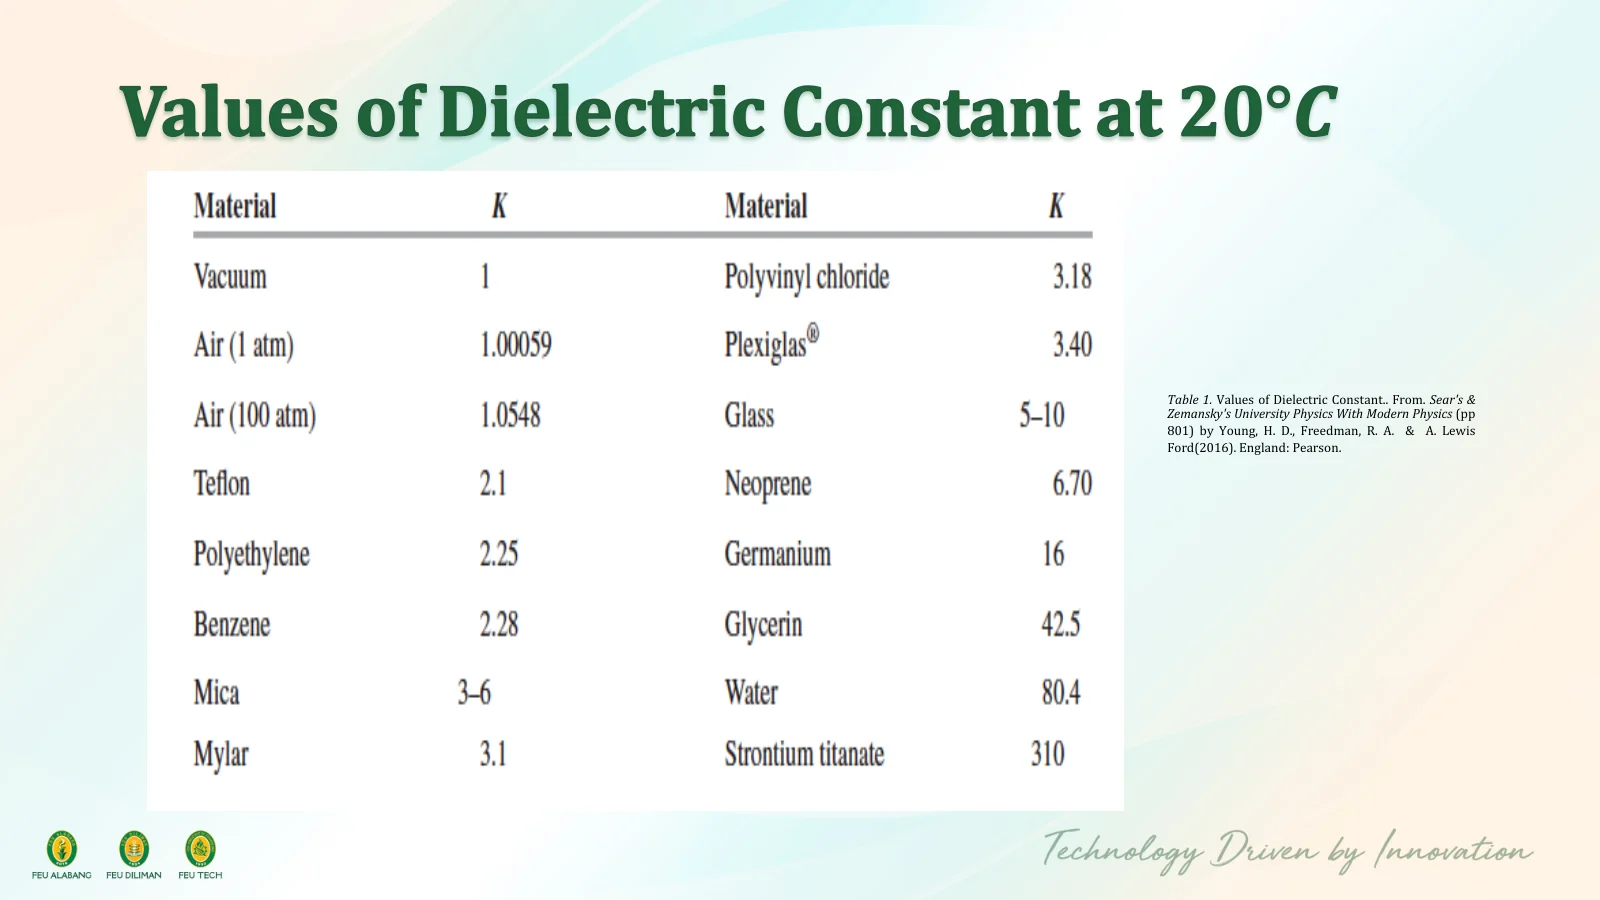 Values of Dielectric Constant at 20°C
Material K Material K
Vacuum 1 Polyvinyl chloride 3.18
Air (1 atm) 1.00059 Plexiglas® 3.40
Air (100 atm) 1.0548 Glass 5–10
Teflon 2.1 Neoprene 6.70
Polyethylene 2.25 Germanium 16
Benzene 2.28 Glycerin 42.5
Mica 3–6 Water 80.4
Mylar 3.1 Strontium titanate 310
Table 1. Values of Dielectric Constant.. From. Sear's &
Zemansky's University Physics With Modern Physics (pp
801) by Young, H. D., Freedman, R. A. & A. Lewis
Ford(2016). England: Pearson.
FEU ALABANG FEU DILIMAN FEU TECH
Technology Driven by Innovation